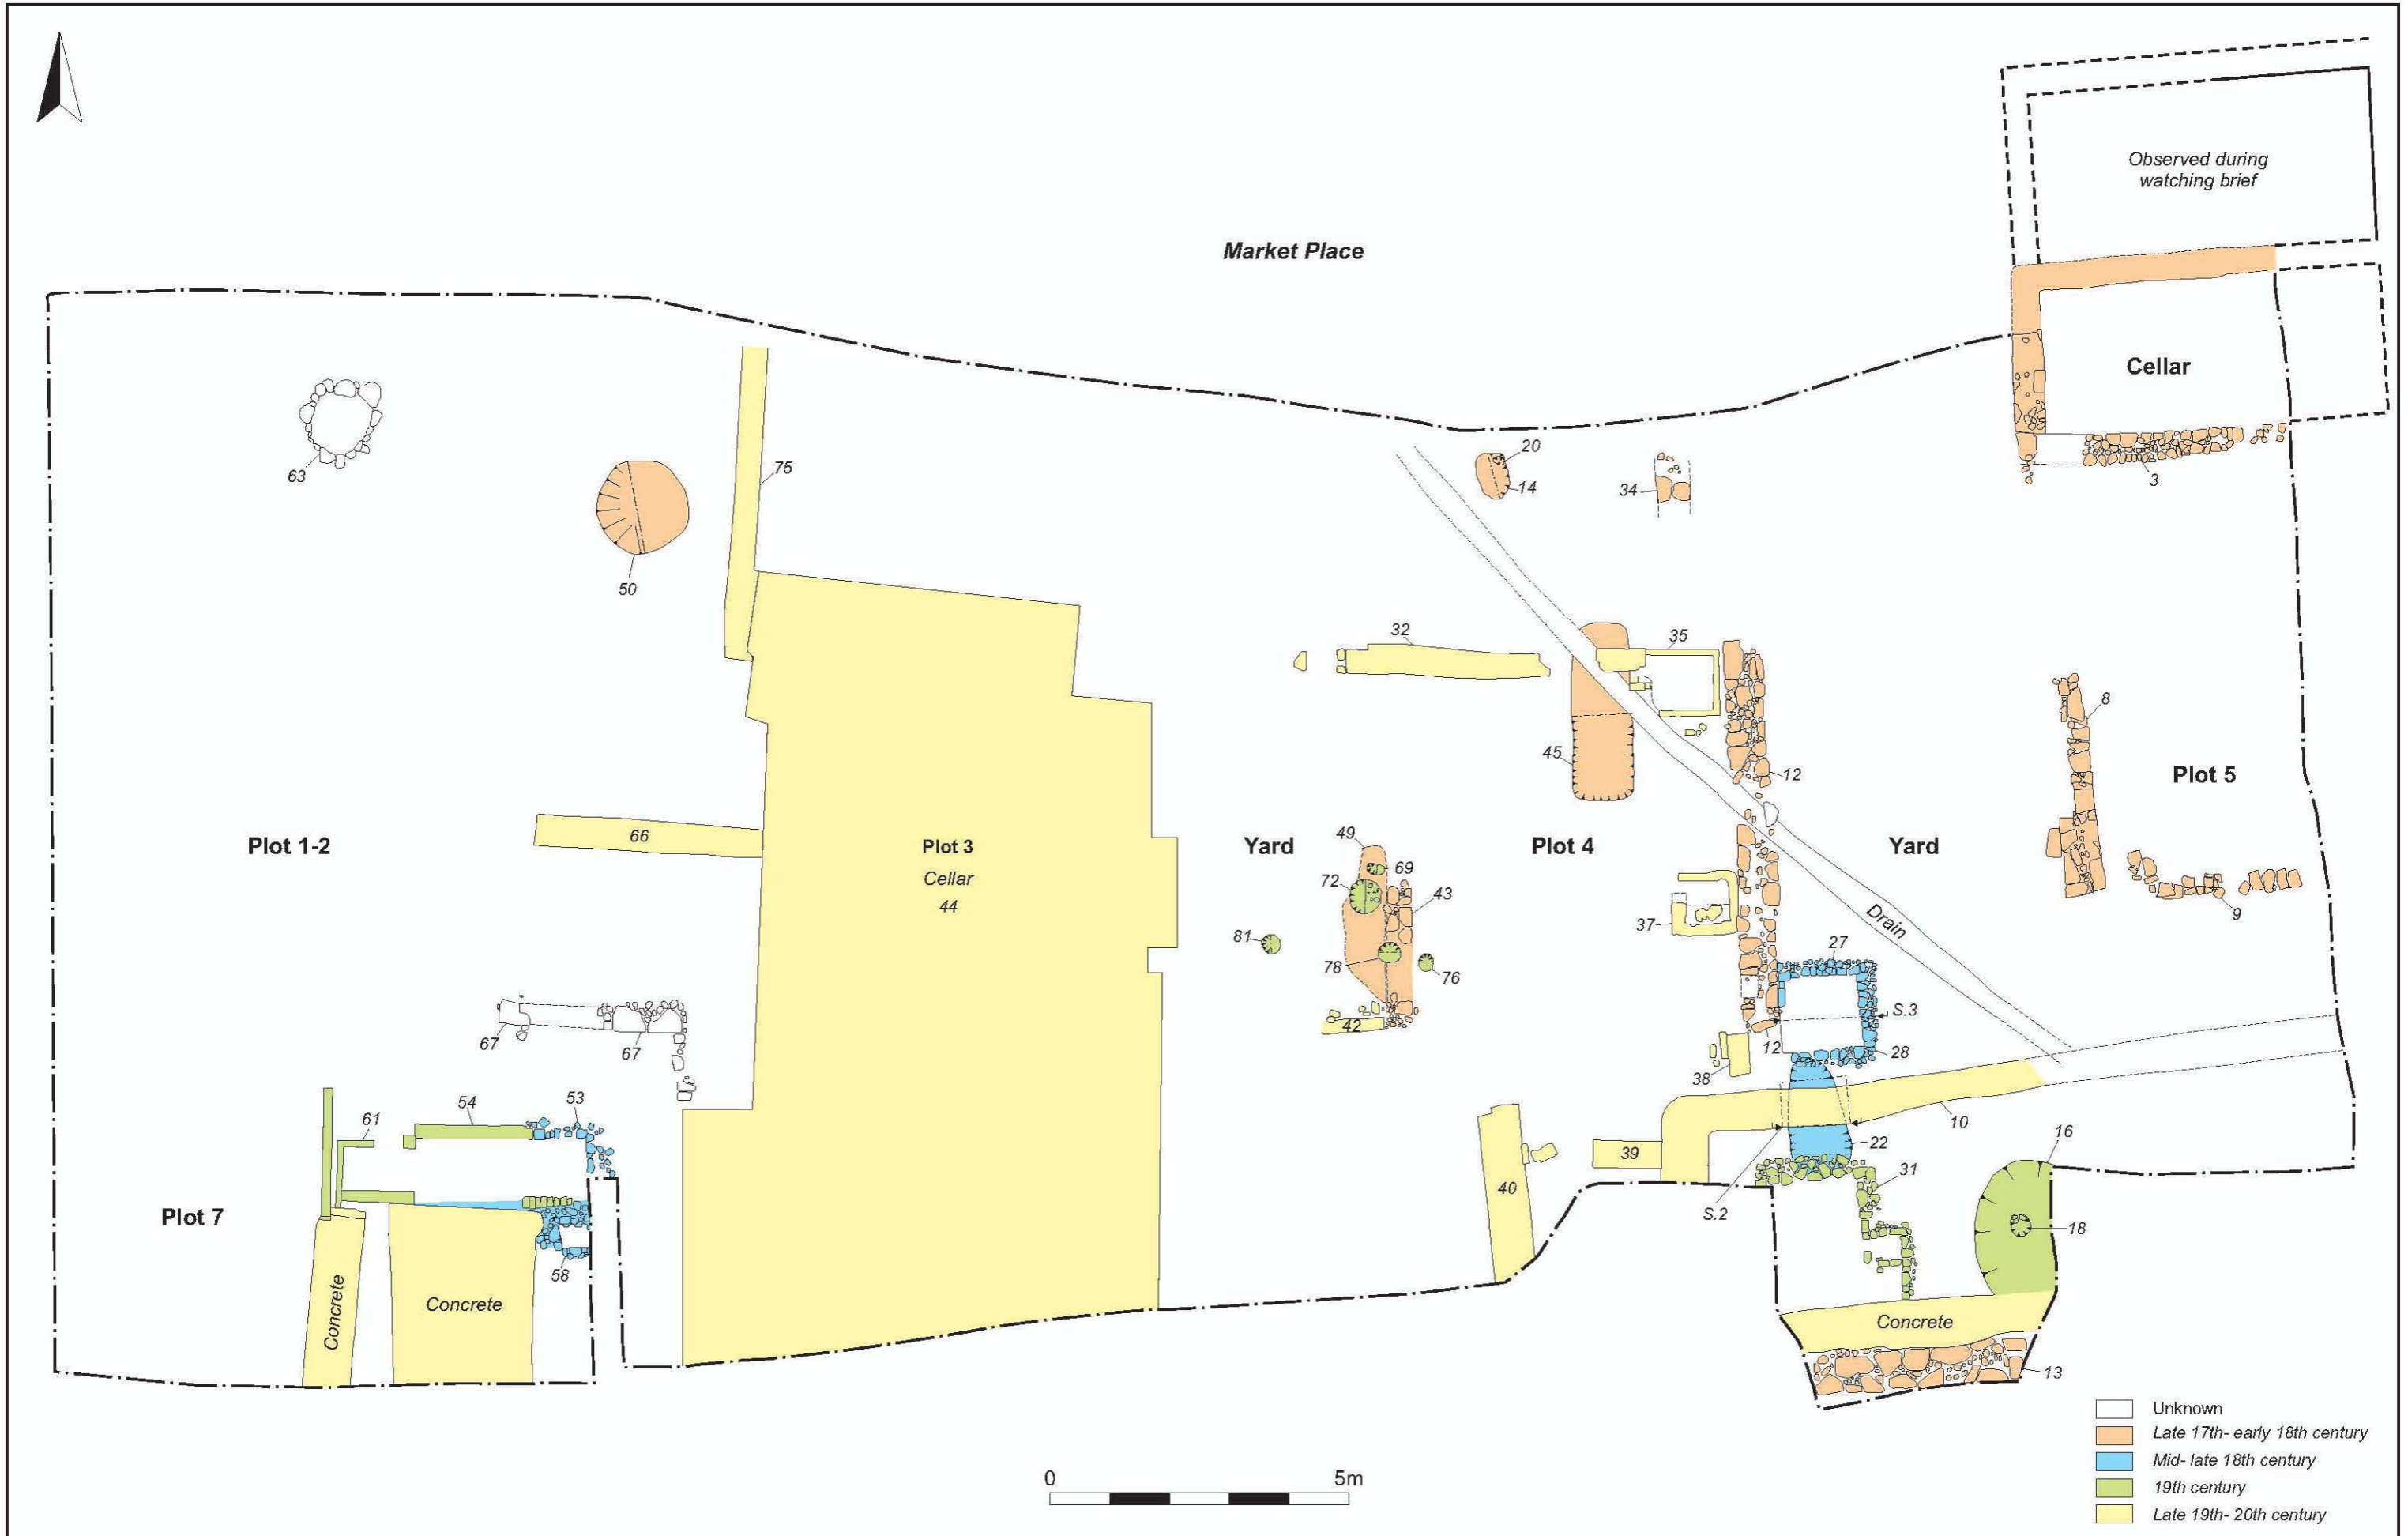 Observed during
watching brief
Market Place
Cellar
63
50
75
20
14
34
3
32
35
45
12
8
Plot 5
Plot 1-2
66
Plot 3
Cellar
44
Yard
49
69
72
43
81
78
76
42
Plot 4
37
Yard
9
Drain
27
S.3
28
12
38
67
67
10
22
16
39
31
40
S.2
18
61
54
53
Plot 7
58
Concrete
Concrete
Concrete
13
0 5m
Unknown
Late 17th- early 18th century
Mid- late 18th century
19th century
Late 19th- 20th century